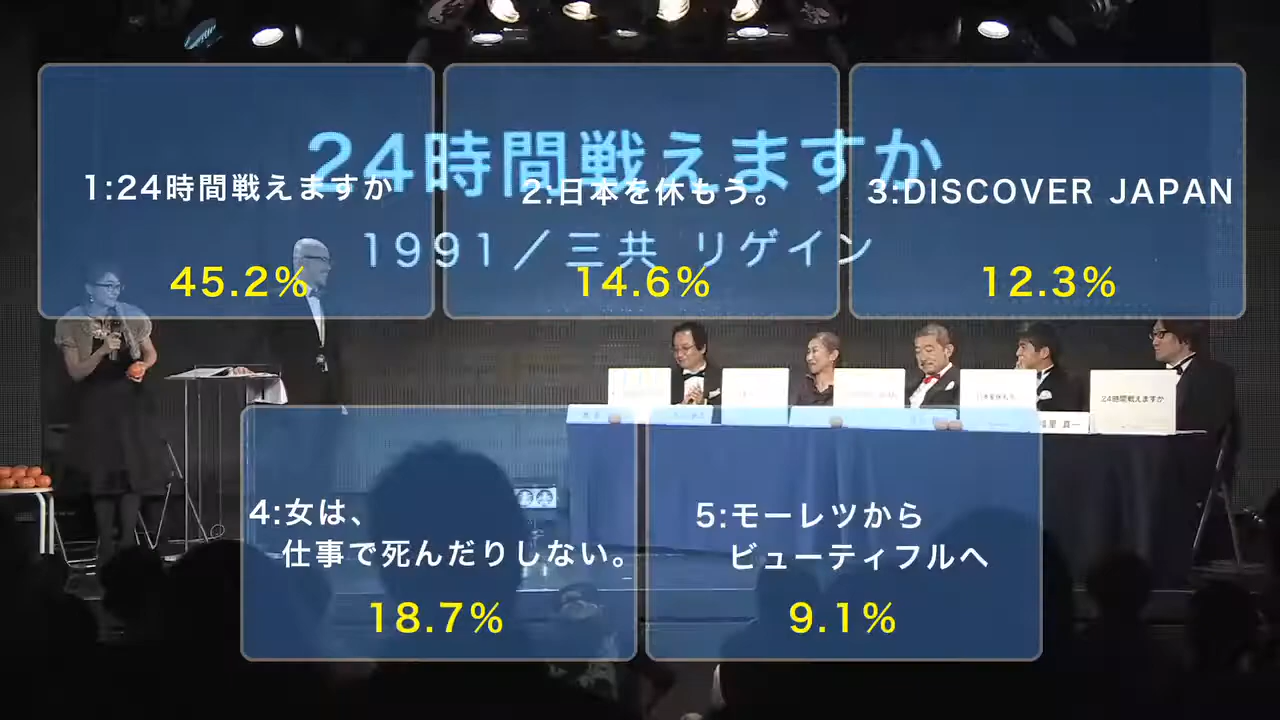 24時間戦えますか
1991／三共 リゲイン
1:24時間戦えますか
45.2%
2:日本を休もう。
14.6%
3:DISCOVER JAPAN
12.3%
24時間戦えますか
福里 真一
4:女は、
仕事で死んだりしない。
18.7%
5:モーレツから
ビューティフルへ
9.1%